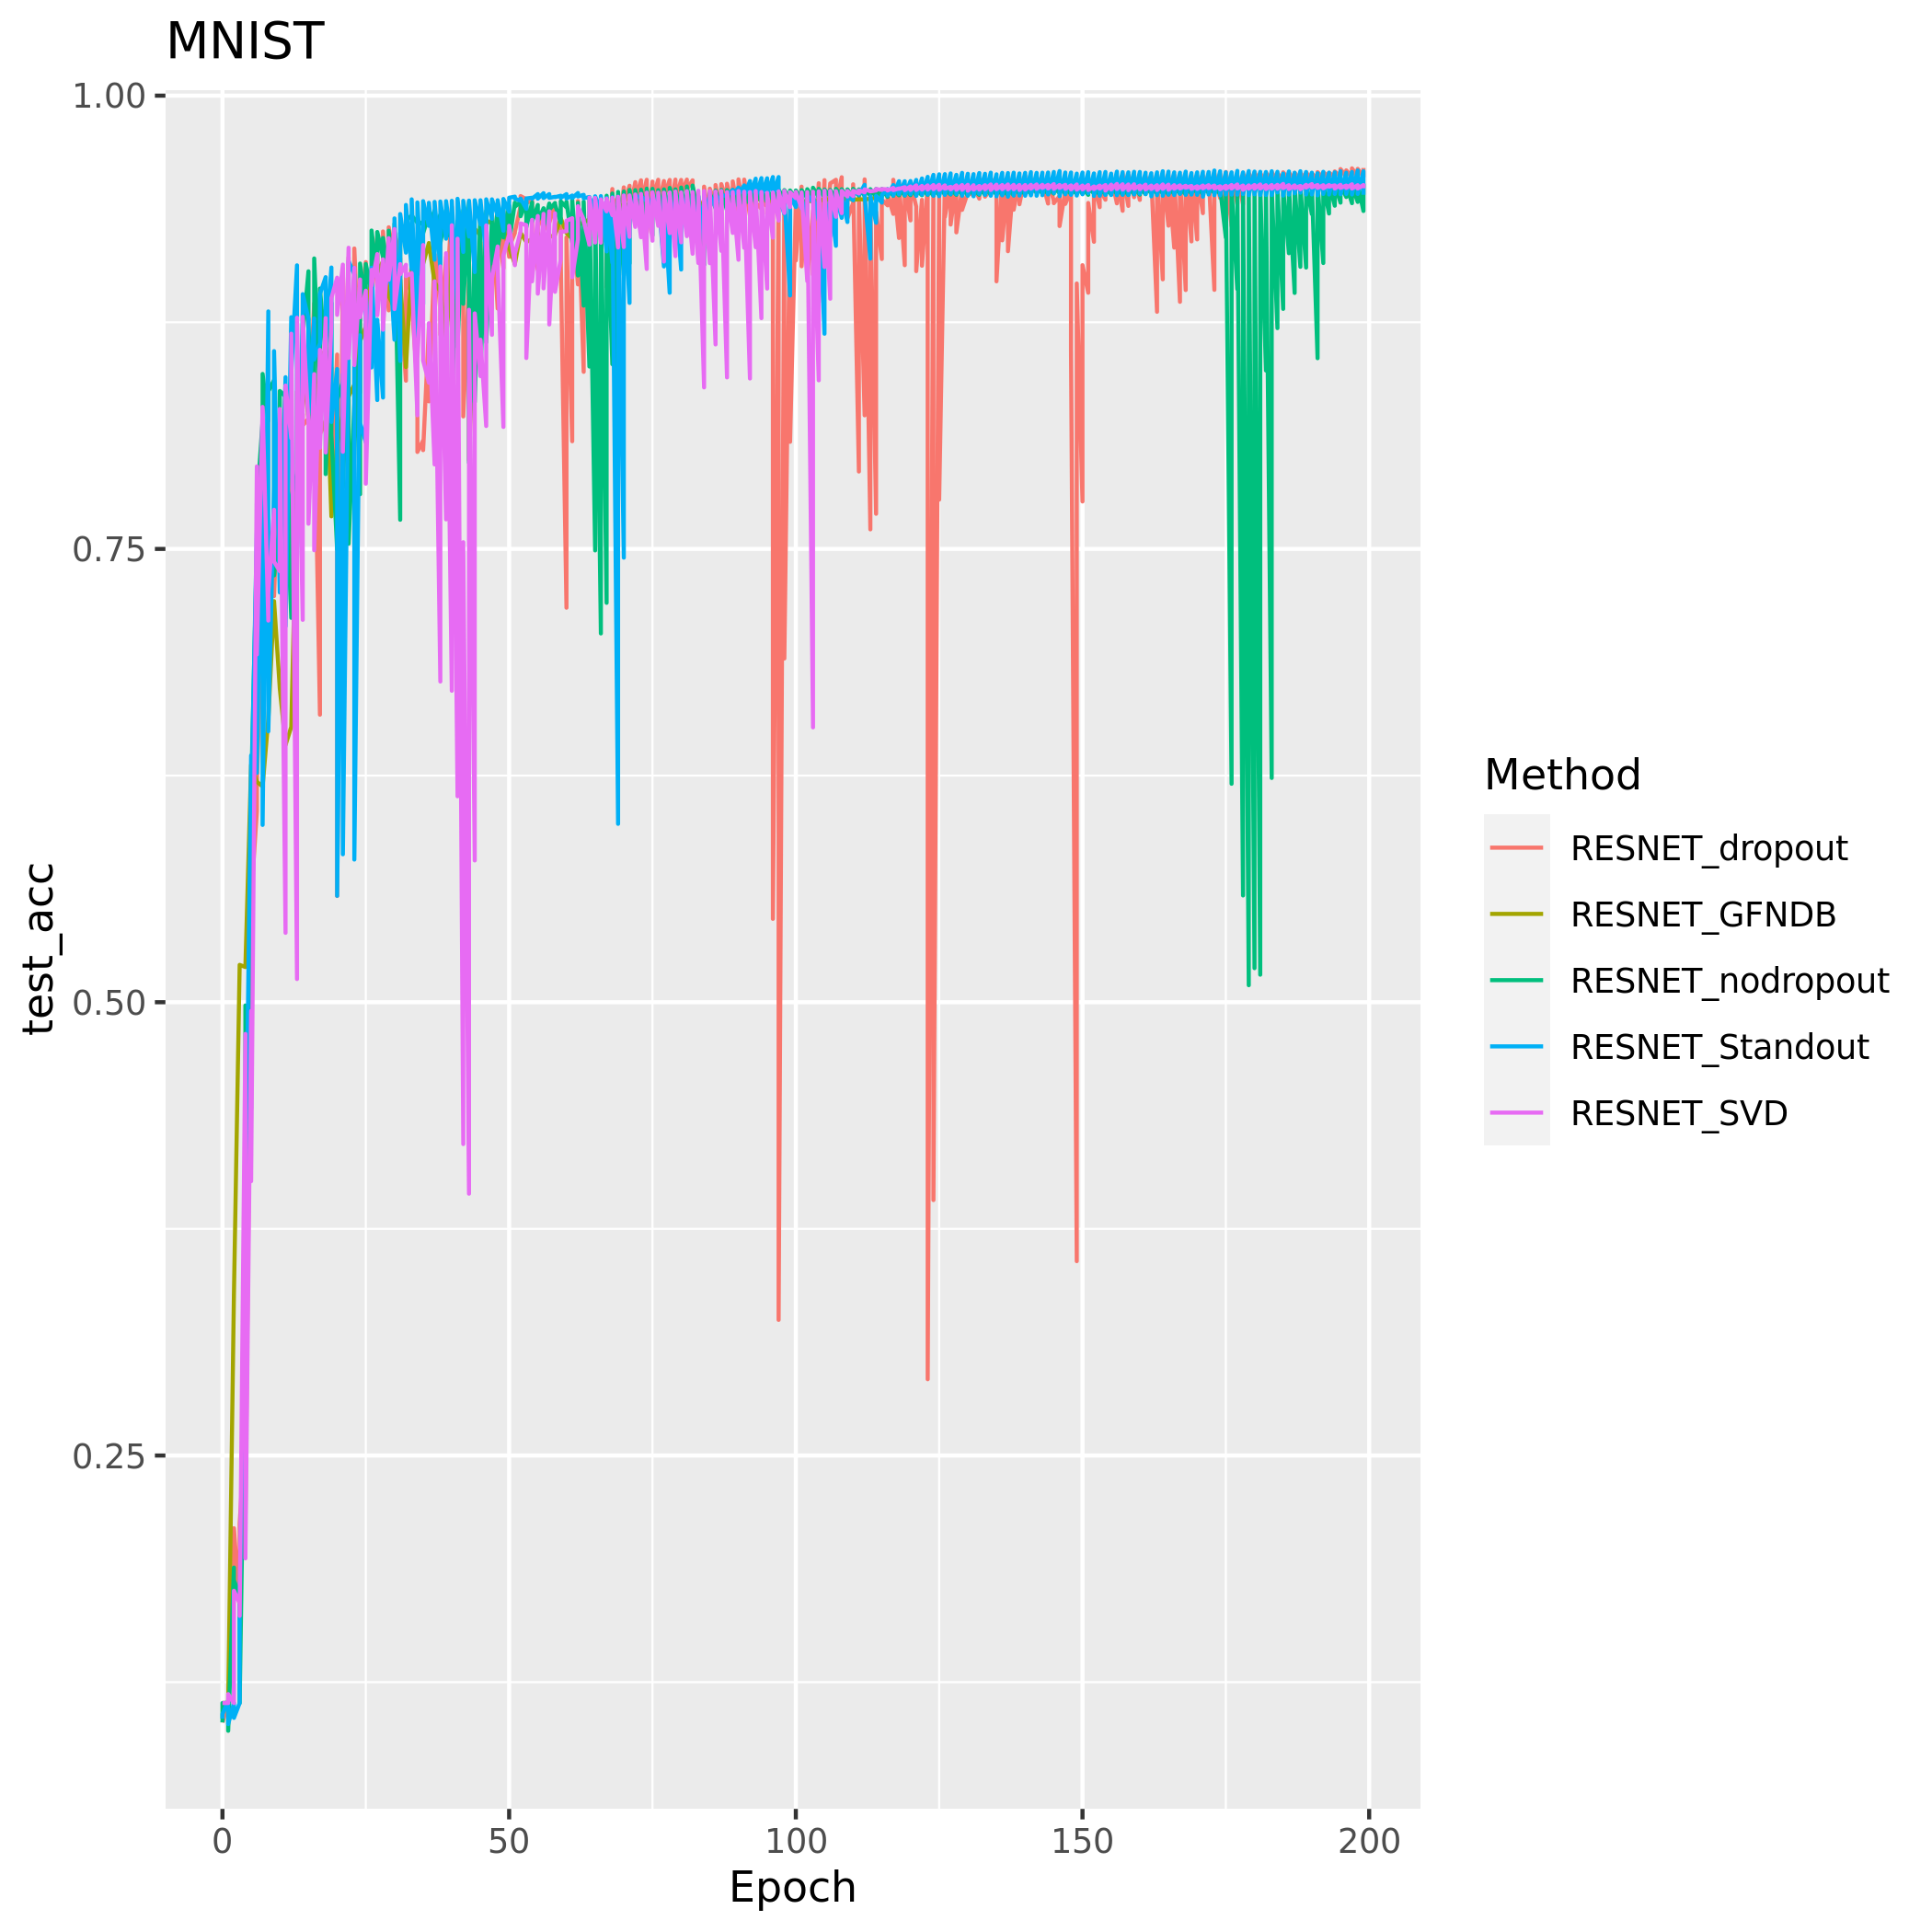 MNIST
1.00
0.75
0.50
0.25
test_acc
0
50
100
150
200
Epoch
Method
RESNET_dropout
RESNET_GFNDB
RESNET_nodropout
RESNET_Standout
RESNET_SVD